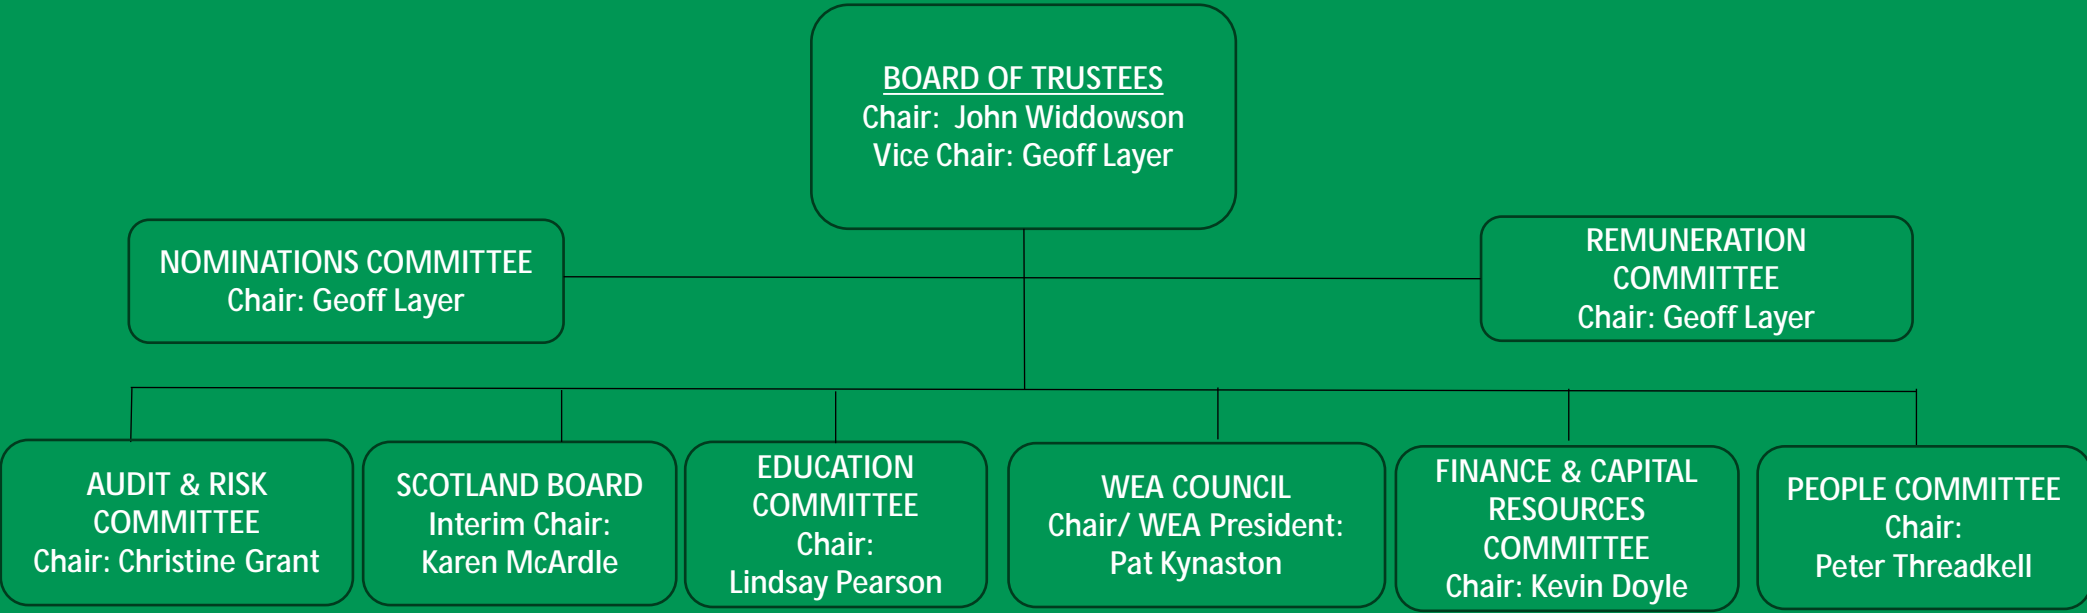 BOARD OF TRUSTEES
Chair: John Widdowson
Vice Chair: Geoff Layer
NOMINATIONS COMMITTEE
Chair: Geoff Layer
REMUNERATION
COMMITTEE
Chair: Geoff Layer
AUDIT & RISK
COMMITTEE
Chair: Christine Grant
SCOTLAND BOARD
Interim Chair:
Karen McArdle
EDUCATION
COMMITTEE
Chair:
Lindsay Pearson
WEA COUNCIL
Chair/ WEA President:
Pat Kynaston
FINANCE & CAPITAL
RESOURCES
COMMITTEE
Chair: Kevin Doyle
PEOPLE COMMITTEE
Chair:
Peter Threadkell